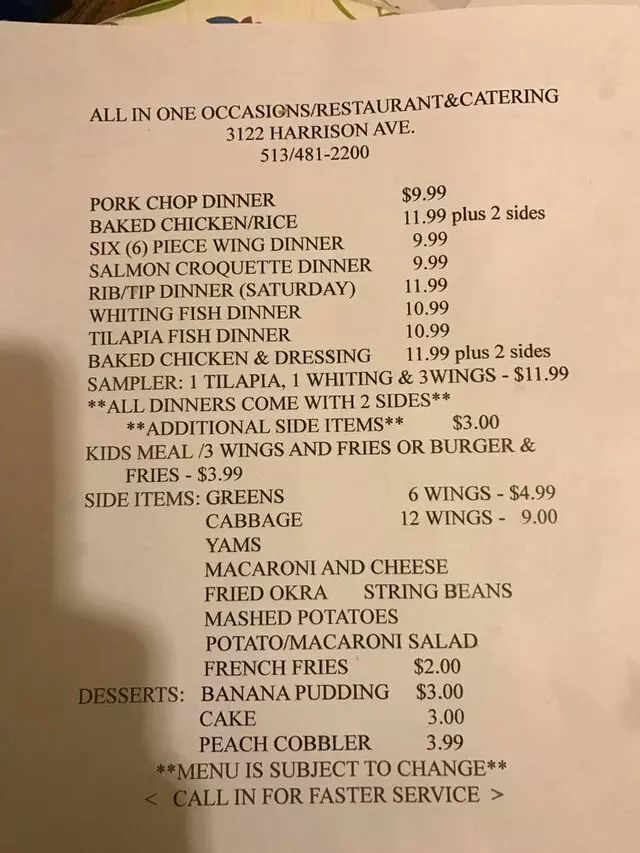 ALL IN ONE OCCASIONS/RESTAURANT&CATERING
3122 HARRISON AVE.
513/481-2200
PORK CHOP DINNER $9.99
BAKED CHICKEN/RICE 11.99 plus 2 sides
SIX (6) PIECE WING DINNER 9.99
SALMON CROQUETTE DINNER 9.99
RIB/TIP DINNER (SATURDAY) 11.99
WHITING FISH DINNER 10.99
TILAPIA FISH DINNER 10.99
BAKED CHICKEN & DRESSING 11.99 plus 2 sides
SAMPLER: 1 TILAPIA, 1 WHITING & 3WINGS - $11.99
**ALL DINNERS COME WITH 2 SIDES**
**ADDITIONAL SIDE ITEMS** $3.00
KIDS MEAL /3 WINGS AND FRIES OR BURGER &
FRIES - $3.99
SIDE ITEMS: GREENS 6 WINGS - $4.99
CABBAGE 12 WINGS - 9.00
YAMS
MACARONI AND CHEESE
FRIED OKRA STRING BEANS
MASHED POTATOES
POTATO/MACARONI SALAD
FRENCH FRIES $2.00
DESSERTS: BANANA PUDDING $3.00
CAKE 3.00
PEACH COBBLER 3.99
**MENU IS SUBJECT TO CHANGE**
< CALL IN FOR FASTER SERVICE >